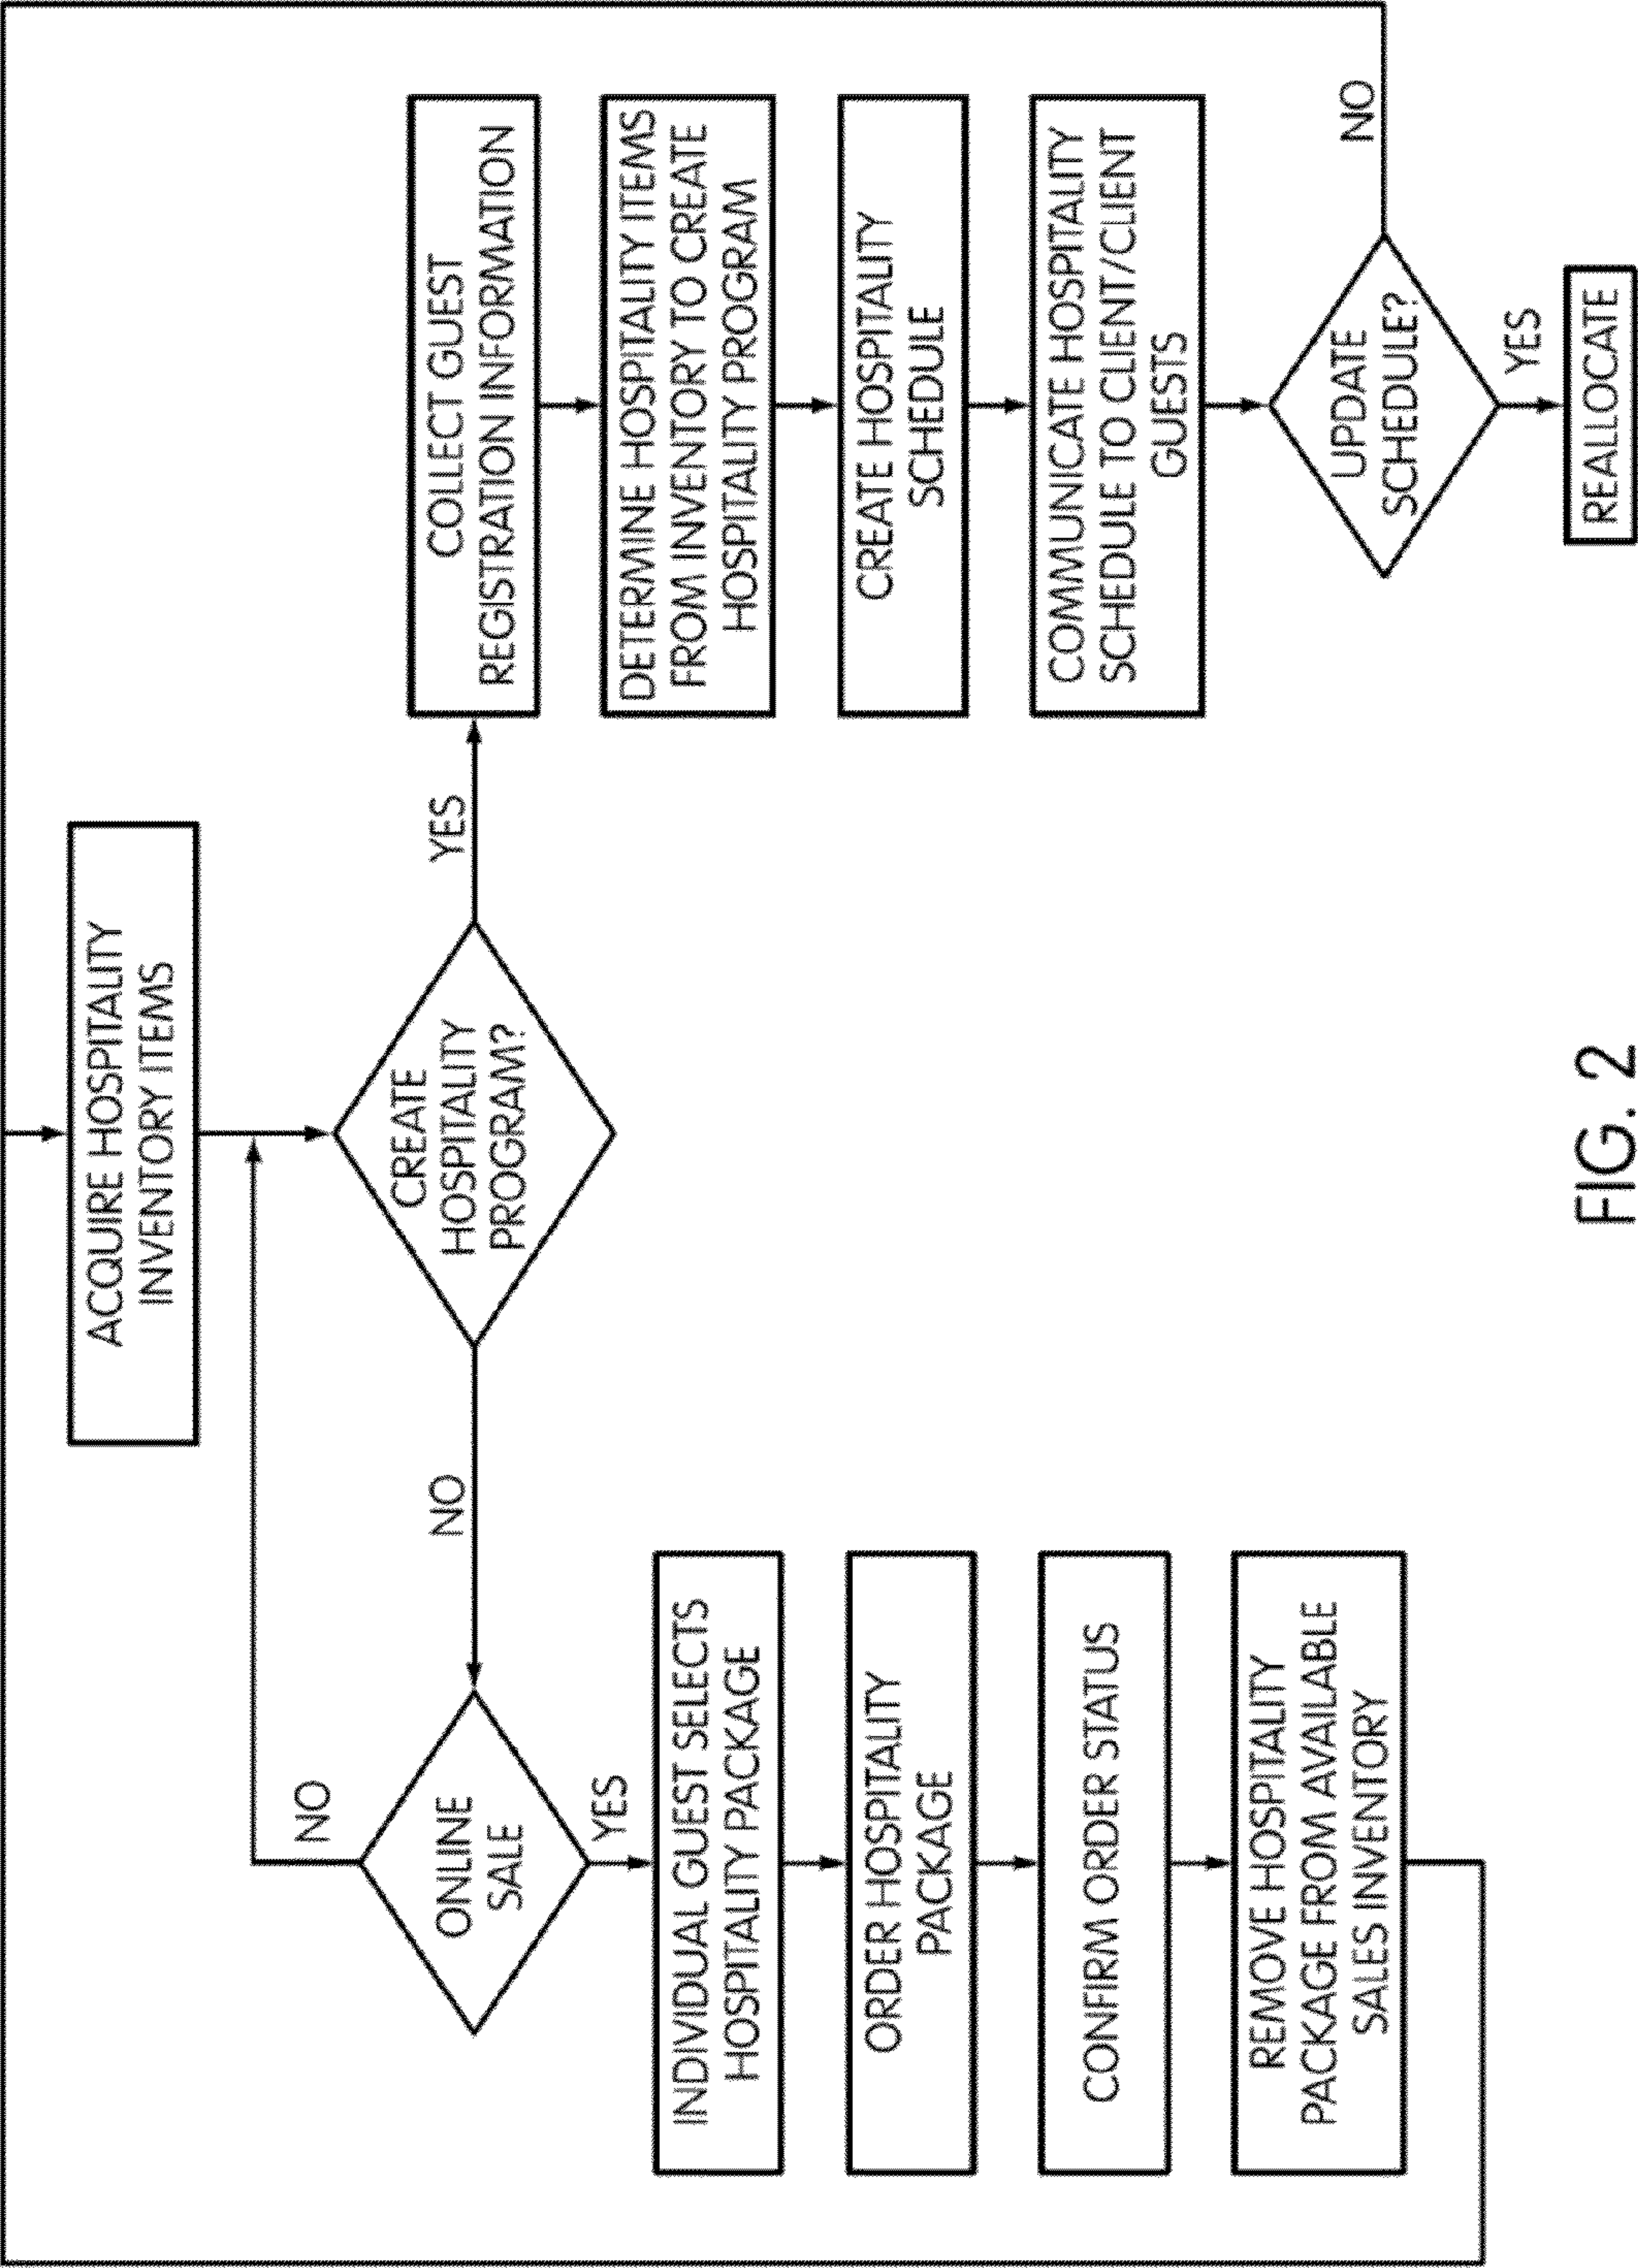 ACQUIRE HOSPITALITY
INVENTORY ITEMS
CREATE
HOSPITALITY
PROGRAM?
NO
YES
ONLINE
SALE
NO
YES
INDIVIDUAL GUEST SELECTS
HOSPITALITY PACKAGE
ORDER HOSPITALITY
PACKAGE
CONFIRM ORDER STATUS
REMOVE HOSPITALITY
PACKAGE FROM AVAILABLE
SALES INVENTORY
COLLECT GUEST
REGISTRATION INFORMATION
DETERMINE HOSPITALITY ITEMS
FROM INVENTORY TO CREATE
HOSPITALITY PROGRAM
CREATE HOSPITALITY
SCHEDULE
COMMUNICATE HOSPITALITY
SCHEDULE TO CLIENT/CLIENT
GUESTS
UPDATE
SCHEDULE?
NO
YES
REALLOCATE
FIG. 2